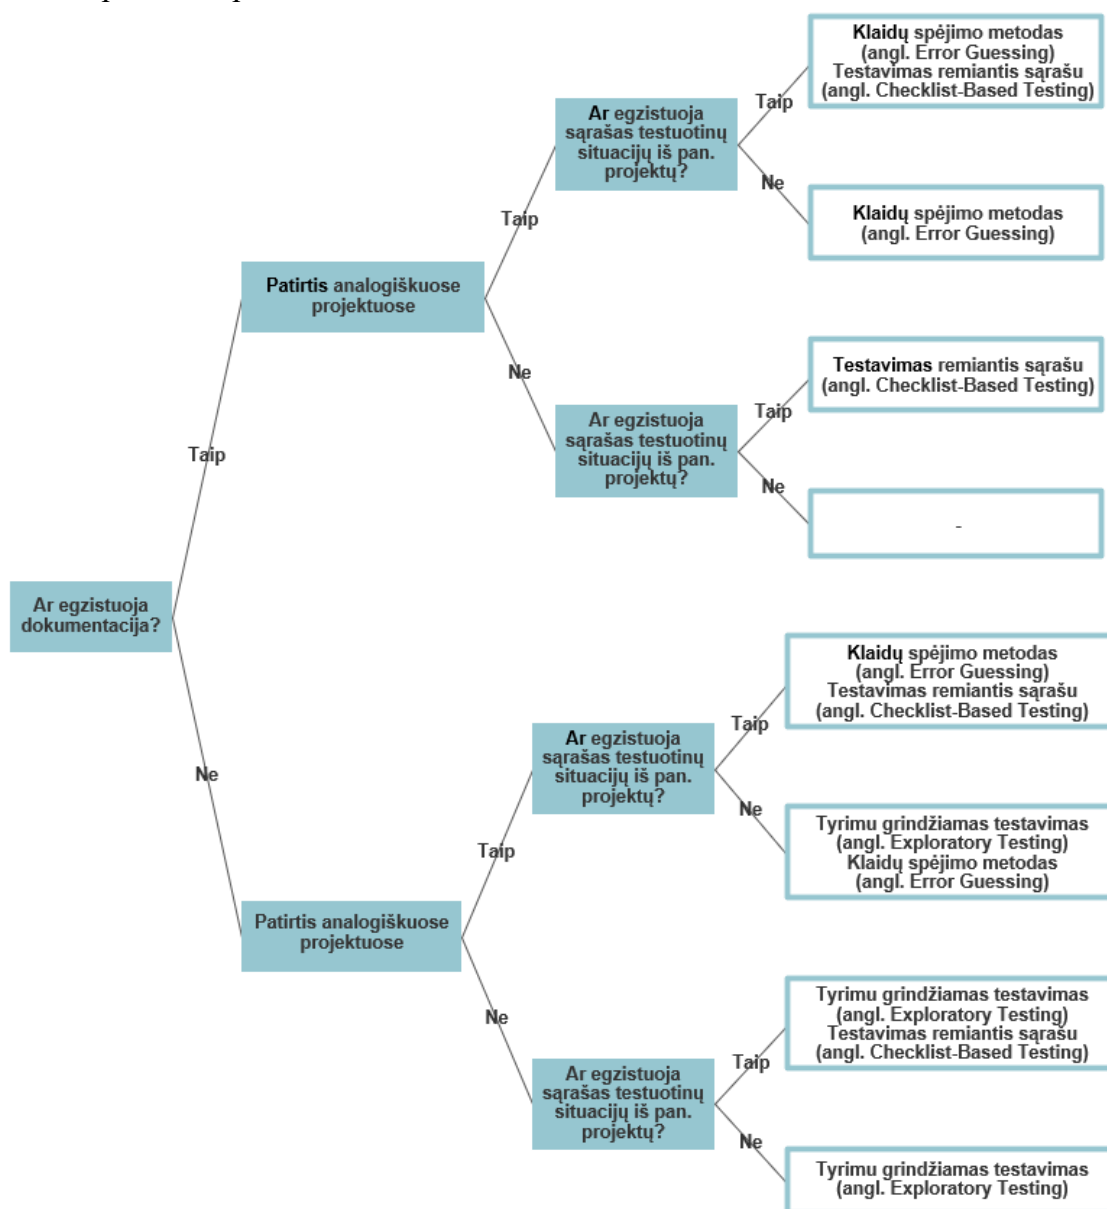 Klaidų spėjimo metodas
(angl. Error Guessing)
Testavimas remiantis sąrašu
(angl. Checklist-Based Testing)
Taip
Ar egzistuoja
sąrašas testuotinų
situacijų iš pan.
projektų?
Ne
Klaidų spėjimo metodas
(angl. Error Guessing)
Taip
Patirtis analogiškuose
projektuose
Ne
Testavimas remiantis sąrašu
(angl. Checklist-Based Testing)
Taip
Ar egzistuoja
sąrašas testuotinų
situacijų iš pan.
projektų?
Ne
-
Taip
Ar egzistuoja
dokumentacija?
Ne
Klaidų spėjimo metodas
(angl. Error Guessing)
Testavimas remiantis sąrašu
(angl. Checklist-Based Testing)
Taip
Ar egzistuoja
sąrašas testuotinų
situacijų iš pan.
projektų?
Ne
Tyrimu grindžiamas testavimas
(angl. Exploratory Testing)
Klaidų spėjimo metodas
(angl. Error Guessing)
Taip
Patirtis analogiškuose
projektuose
Ne
Tyrimu grindžiamas testavimas
(angl. Exploratory Testing)
Testavimas remiantis sąrašu
(angl. Checklist-Based Testing)
Taip
Ar egzistuoja
sąrašas testuotinų
situacijų iš pan.
projektų?
Ne
Tyrimu grindžiamas testavimas
(angl. Exploratory Testing)